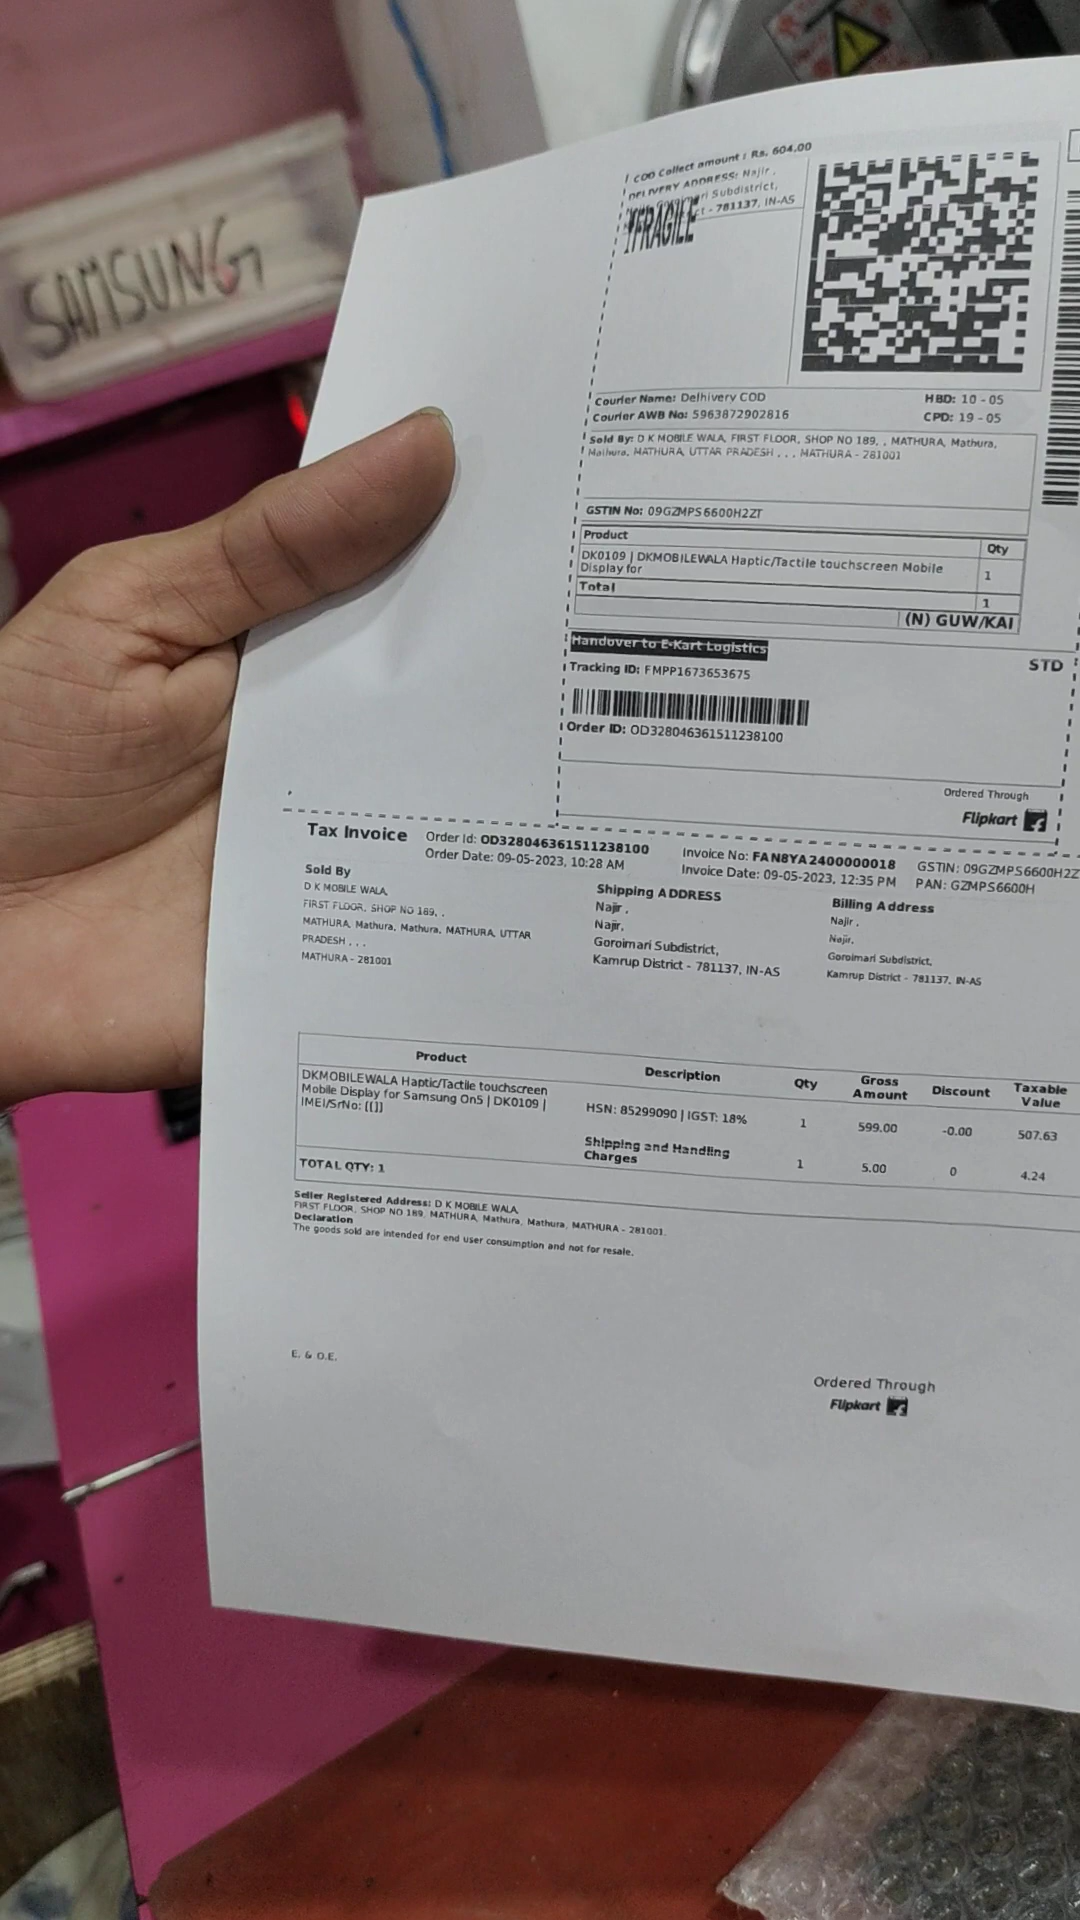 SAMSUNG
COD Collect amount : Rs. 604.00
DELIVERY ADDRESS: Najir ,
Subdistrict,
- 781137, IN-AS
FRAGILE
Courier Name: Delhivery COD
HBD: 10 - 05
Courier AWB No: 5963872902816
CPD: 19 - 05
Sold By: D K MOBILE WALA, FIRST FLOOR, SHOP NO 189, , MATHURA, Mathura,
Mathura, MATHURA, UTTAR PRADESH , . . MATHURA - 281001
GSTIN No: 09GZMPS6600H2ZT
Product Qty
DK0109 | DKMOBILEWALA Haptic/Tactile touchscreen Mobile
Display for 1
Total 1
(N) GUW/KAI
Handover to E-Kart Logistics
STD
Tracking ID: FMPP1673653675
Order ID: OD328046361511238100
Ordered Through
Flipkart
Tax Invoice
Order Id: OD328046361511238100
Order Date: 09-05-2023, 10:28 AM
Invoice No: FAN8YA2400000018
Invoice Date: 09-05-2023, 12:35 PM
GSTIN: 09GZMPS6600H2Z
PAN: GZMPS6600H
Sold By
D K MOBILE WALA,
FIRST FLOOR, SHOP NO 189, ,
MATHURA, Mathura, Mathura, MATHURA, UTTAR
PRADESH , . .
MATHURA - 281001
Shipping ADDRESS
Najir ,
Najir,
Goroimari Subdistrict,
Kamrup District - 781137, IN-AS
Billing Address
Najir ,
Najir,
Goroimari Subdistrict,
Kamrup District - 781137, IN-AS
Product Description Qty Gross Amount Discount Taxable Value
DKMOBILEWALA Haptic/Tactile touchscreen
Mobile Display for Samsung On5 | DK0109 |
IMEI/SrNo: [[]]
HSN: 85299090 | IGST: 18% 1 599.00 -0.00 507.63
Shipping and Handling
Charges 1 5.00 0 4.24
TOTAL QTY: 1
Seller Registered Address: D K MOBILE WALA,
FIRST FLOOR, SHOP NO 189, MATHURA, Mathura, Mathura, MATHURA - 281001.
Declaration
The goods sold are intended for end user consumption and not for resale.
E. & O.E.
Ordered Through
Flipkart